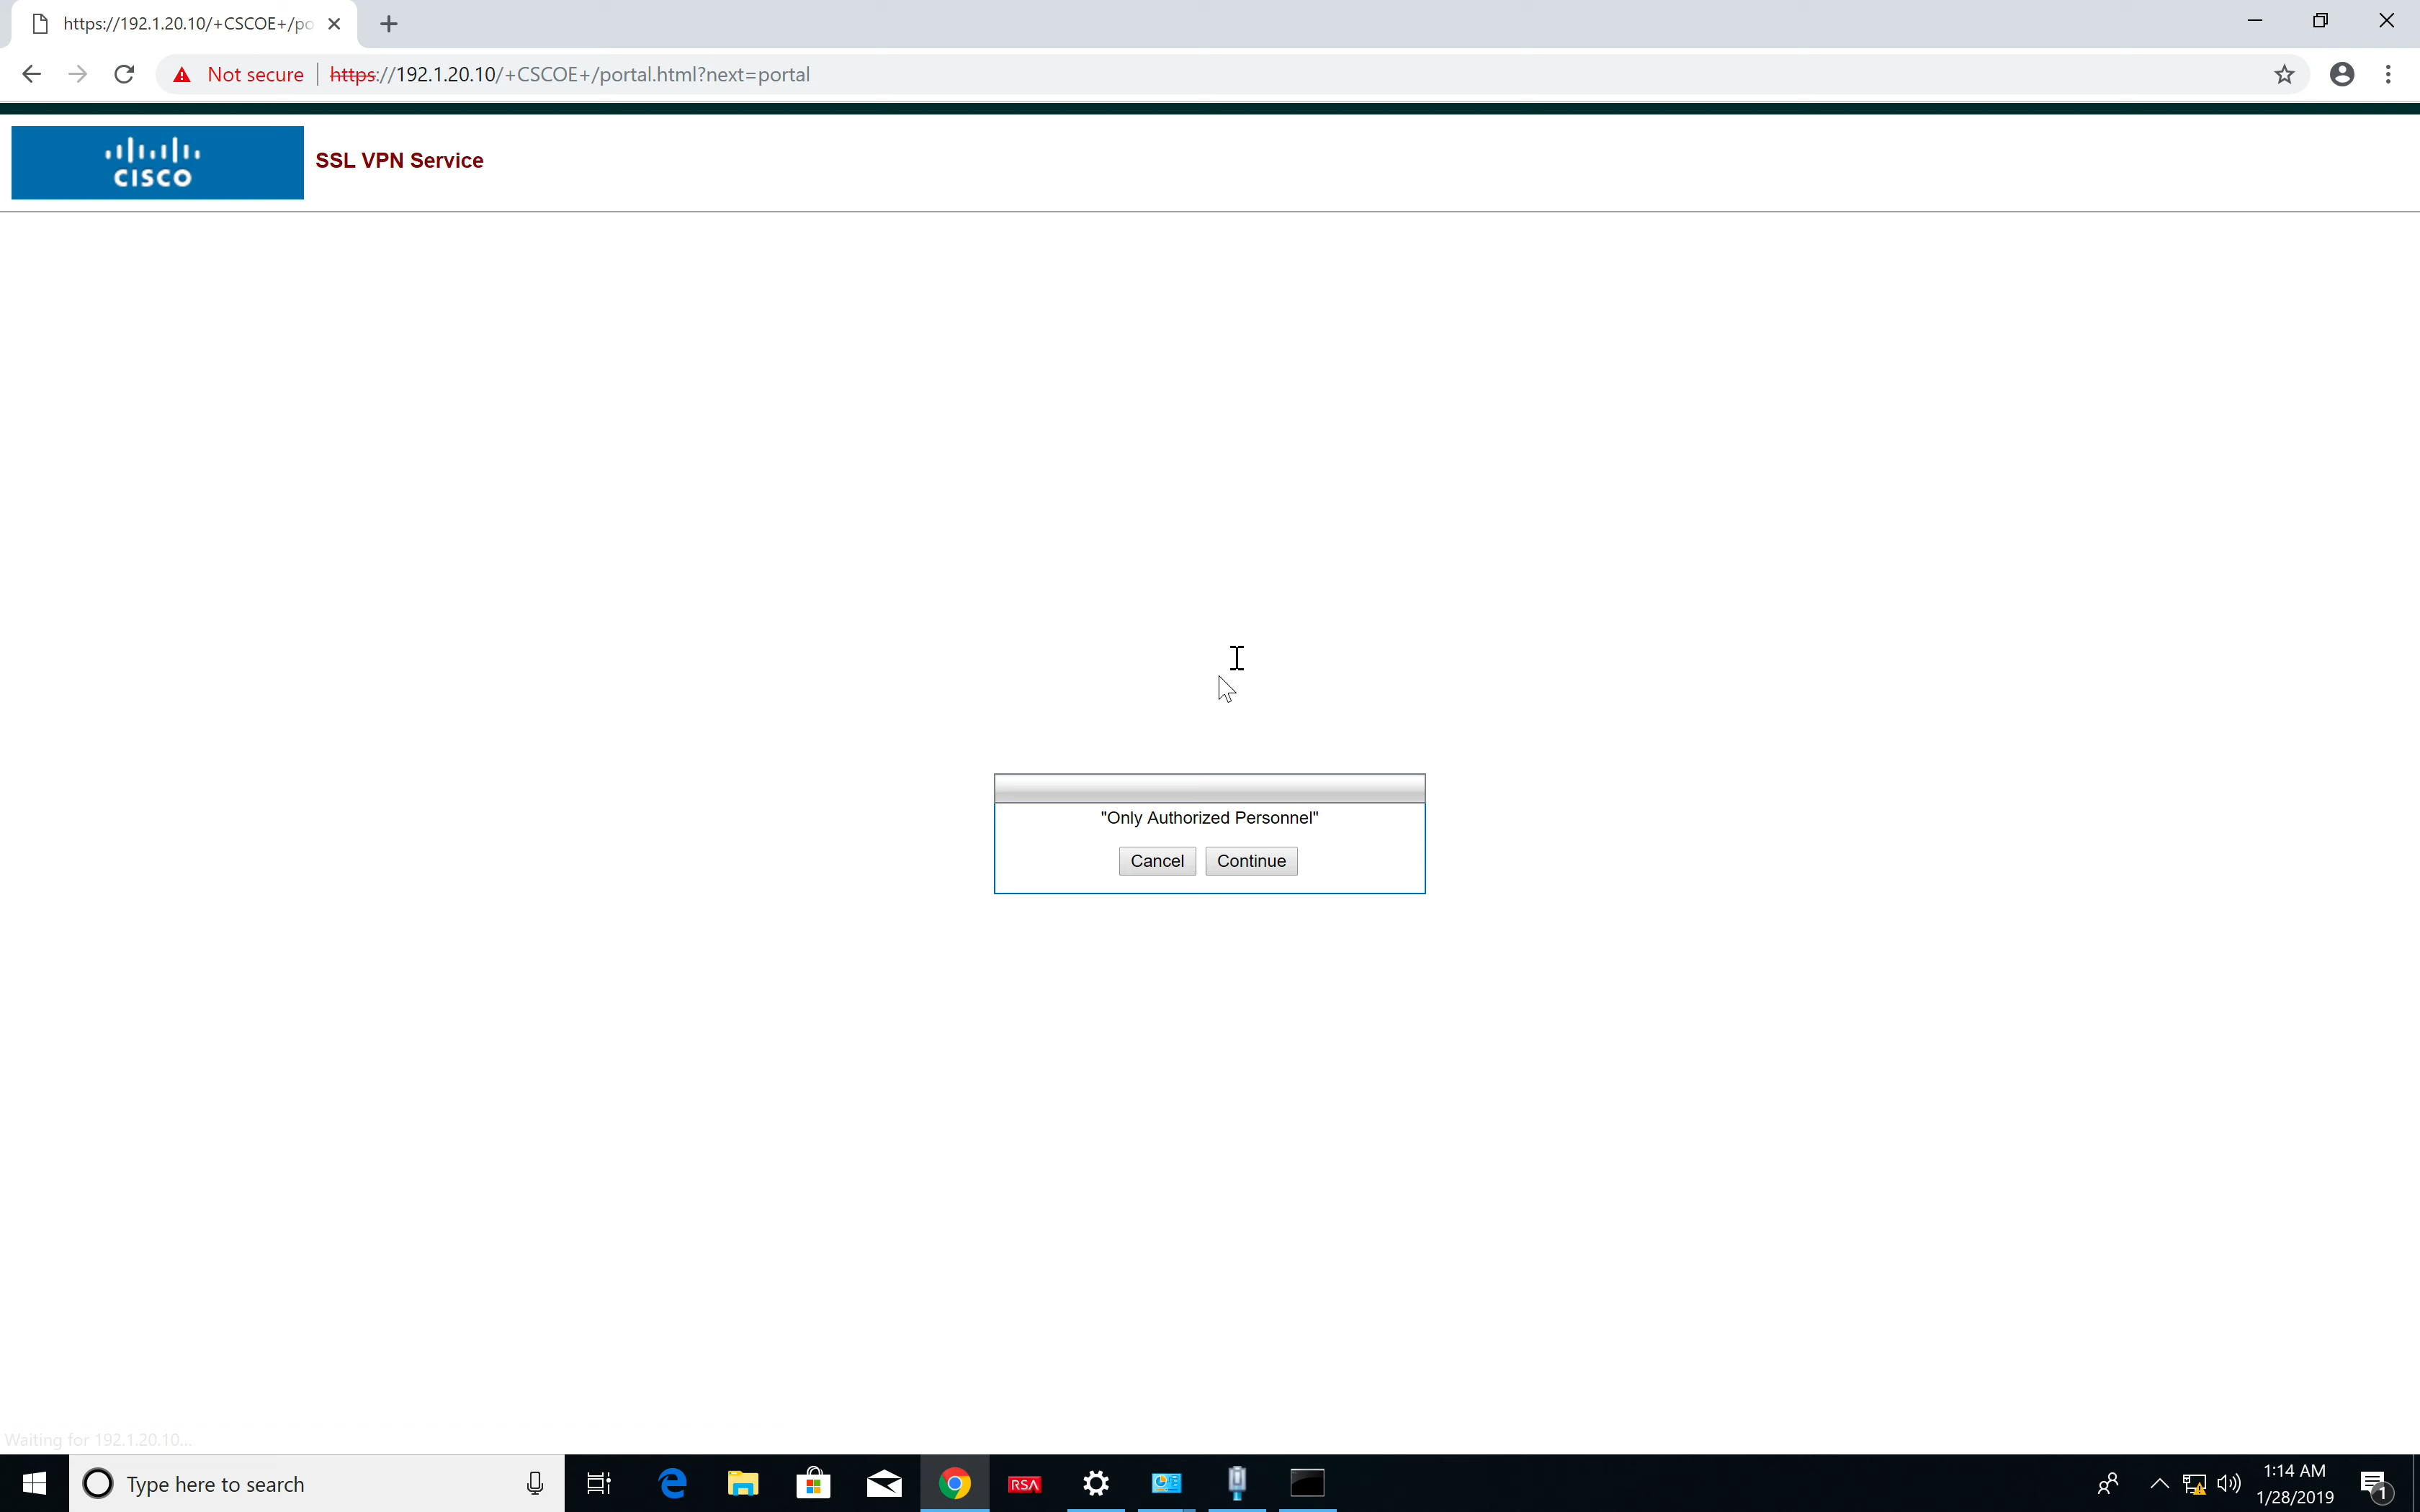 https://192.1.20.10/+CSCOE+/po
Not secure
https://192.1.20.10/+CSCOE+/portal.html?next=portal
CISCO
SSL VPN Service
"Only Authorized Personnel"
Cancel
Continue
Waiting for 192.1.20.10...
Type here to search
RSA
1:14 AM
1/28/2019
1